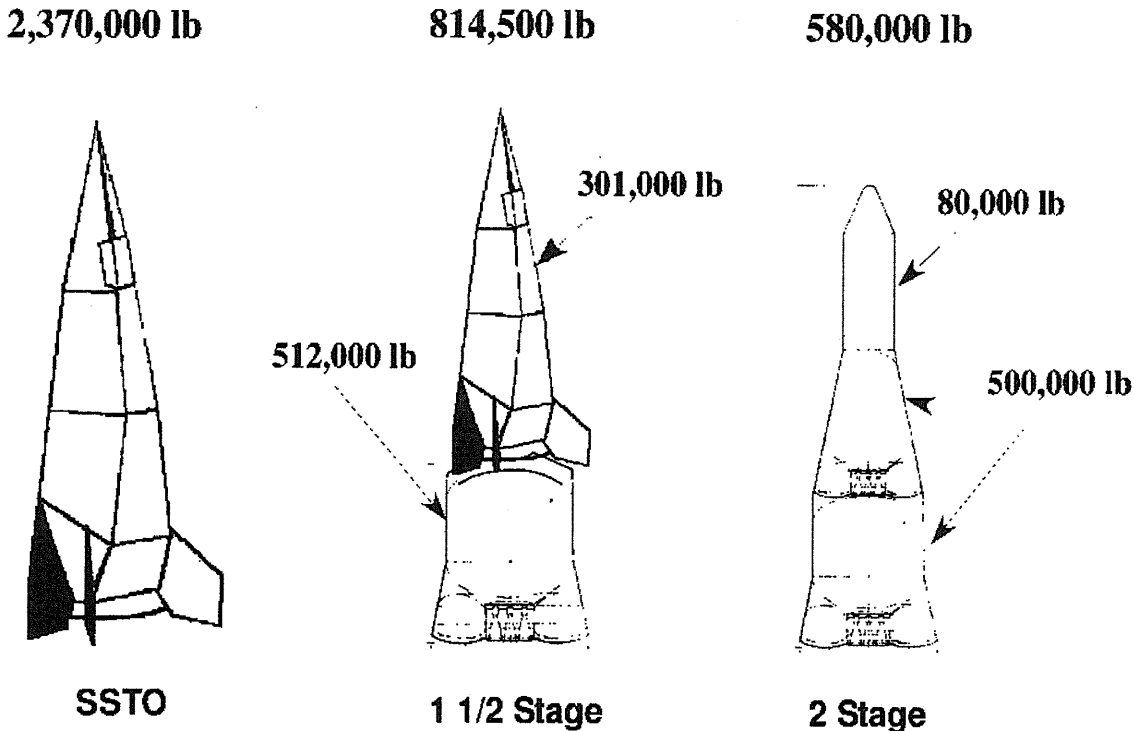 2,370,000 lb
814,500 lb
580,000 lb
301,000 lb
80,000 lb
512,000 lb
500,000 lb
SSTO
1 1/2 Stage
2 Stage